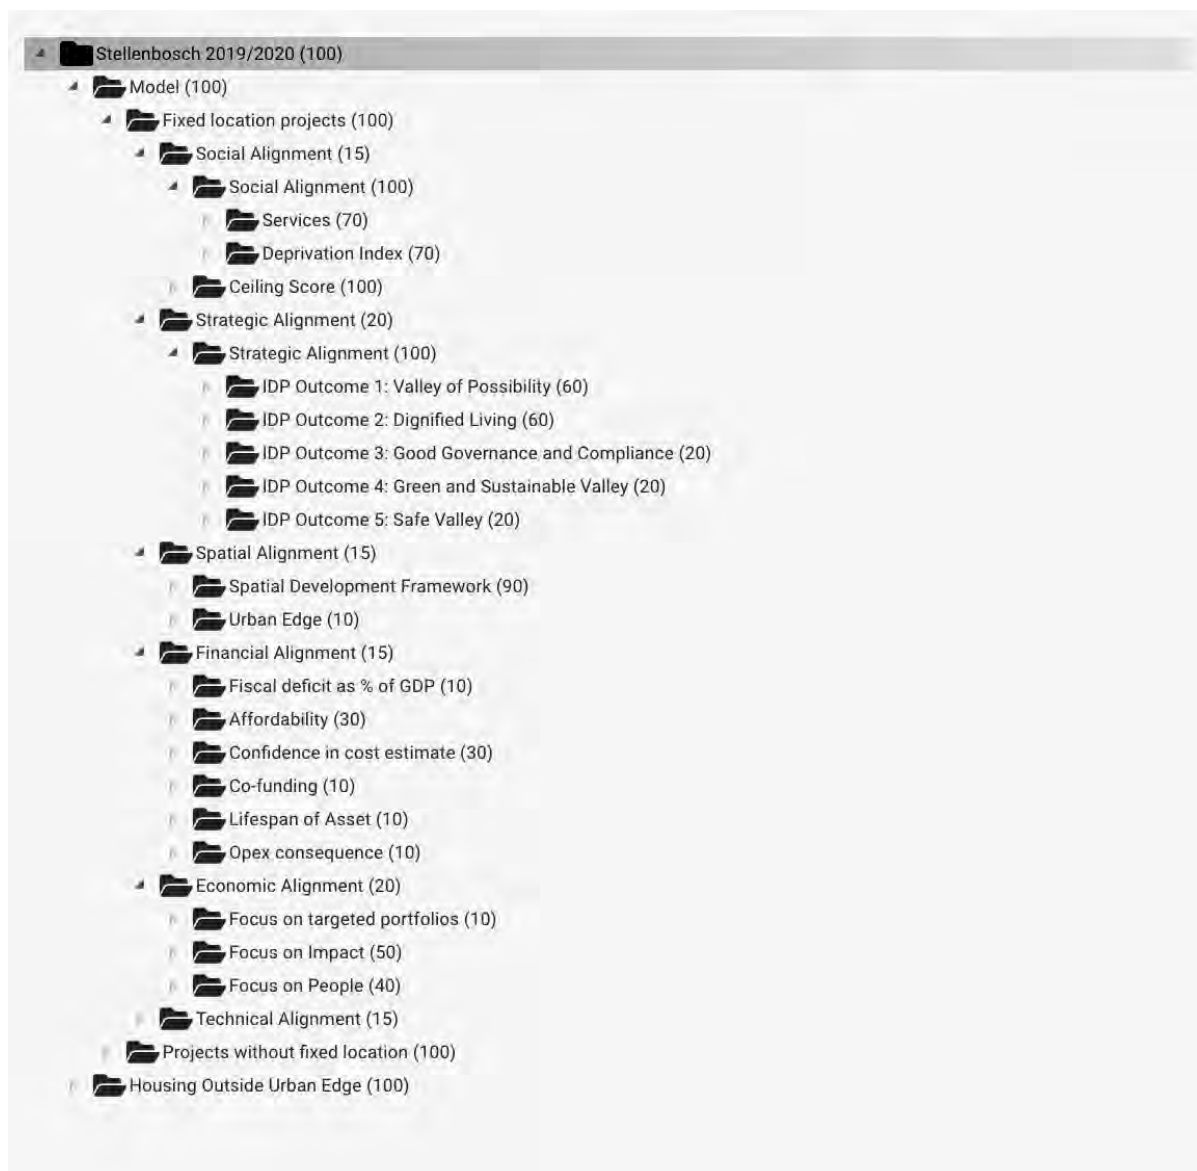 Stellenbosch 2019/2020 (100)
Model (100)
Fixed location projects (100)
Social Alignment (15)
Social Alignment (100)
Services (70)
Deprivation Index (70)
Ceiling Score (100)
Strategic Alignment (20)
Strategic Alignment (100)
IDP Outcome 1: Valley of Possibility (60)
IDP Outcome 2: Dignified Living (60)
IDP Outcome 3: Good Governance and Compliance (20)
IDP Outcome 4: Green and Sustainable Valley (20)
IDP Outcome 5: Safe Valley (20)
Spatial Alignment (15)
Spatial Development Framework (90)
Urban Edge (10)
Financial Alignment (15)
Fiscal deficit as % of GDP (10)
Affordability (30)
Confidence in cost estimate (30)
Co-funding (10)
Lifespan of Asset (10)
Opex consequence (10)
Economic Alignment (20)
Focus on targeted portfolios (10)
Focus on Impact (50)
Focus on People (40)
Technical Alignment (15)
Projects without fixed location (100)
Housing Outside Urban Edge (100)